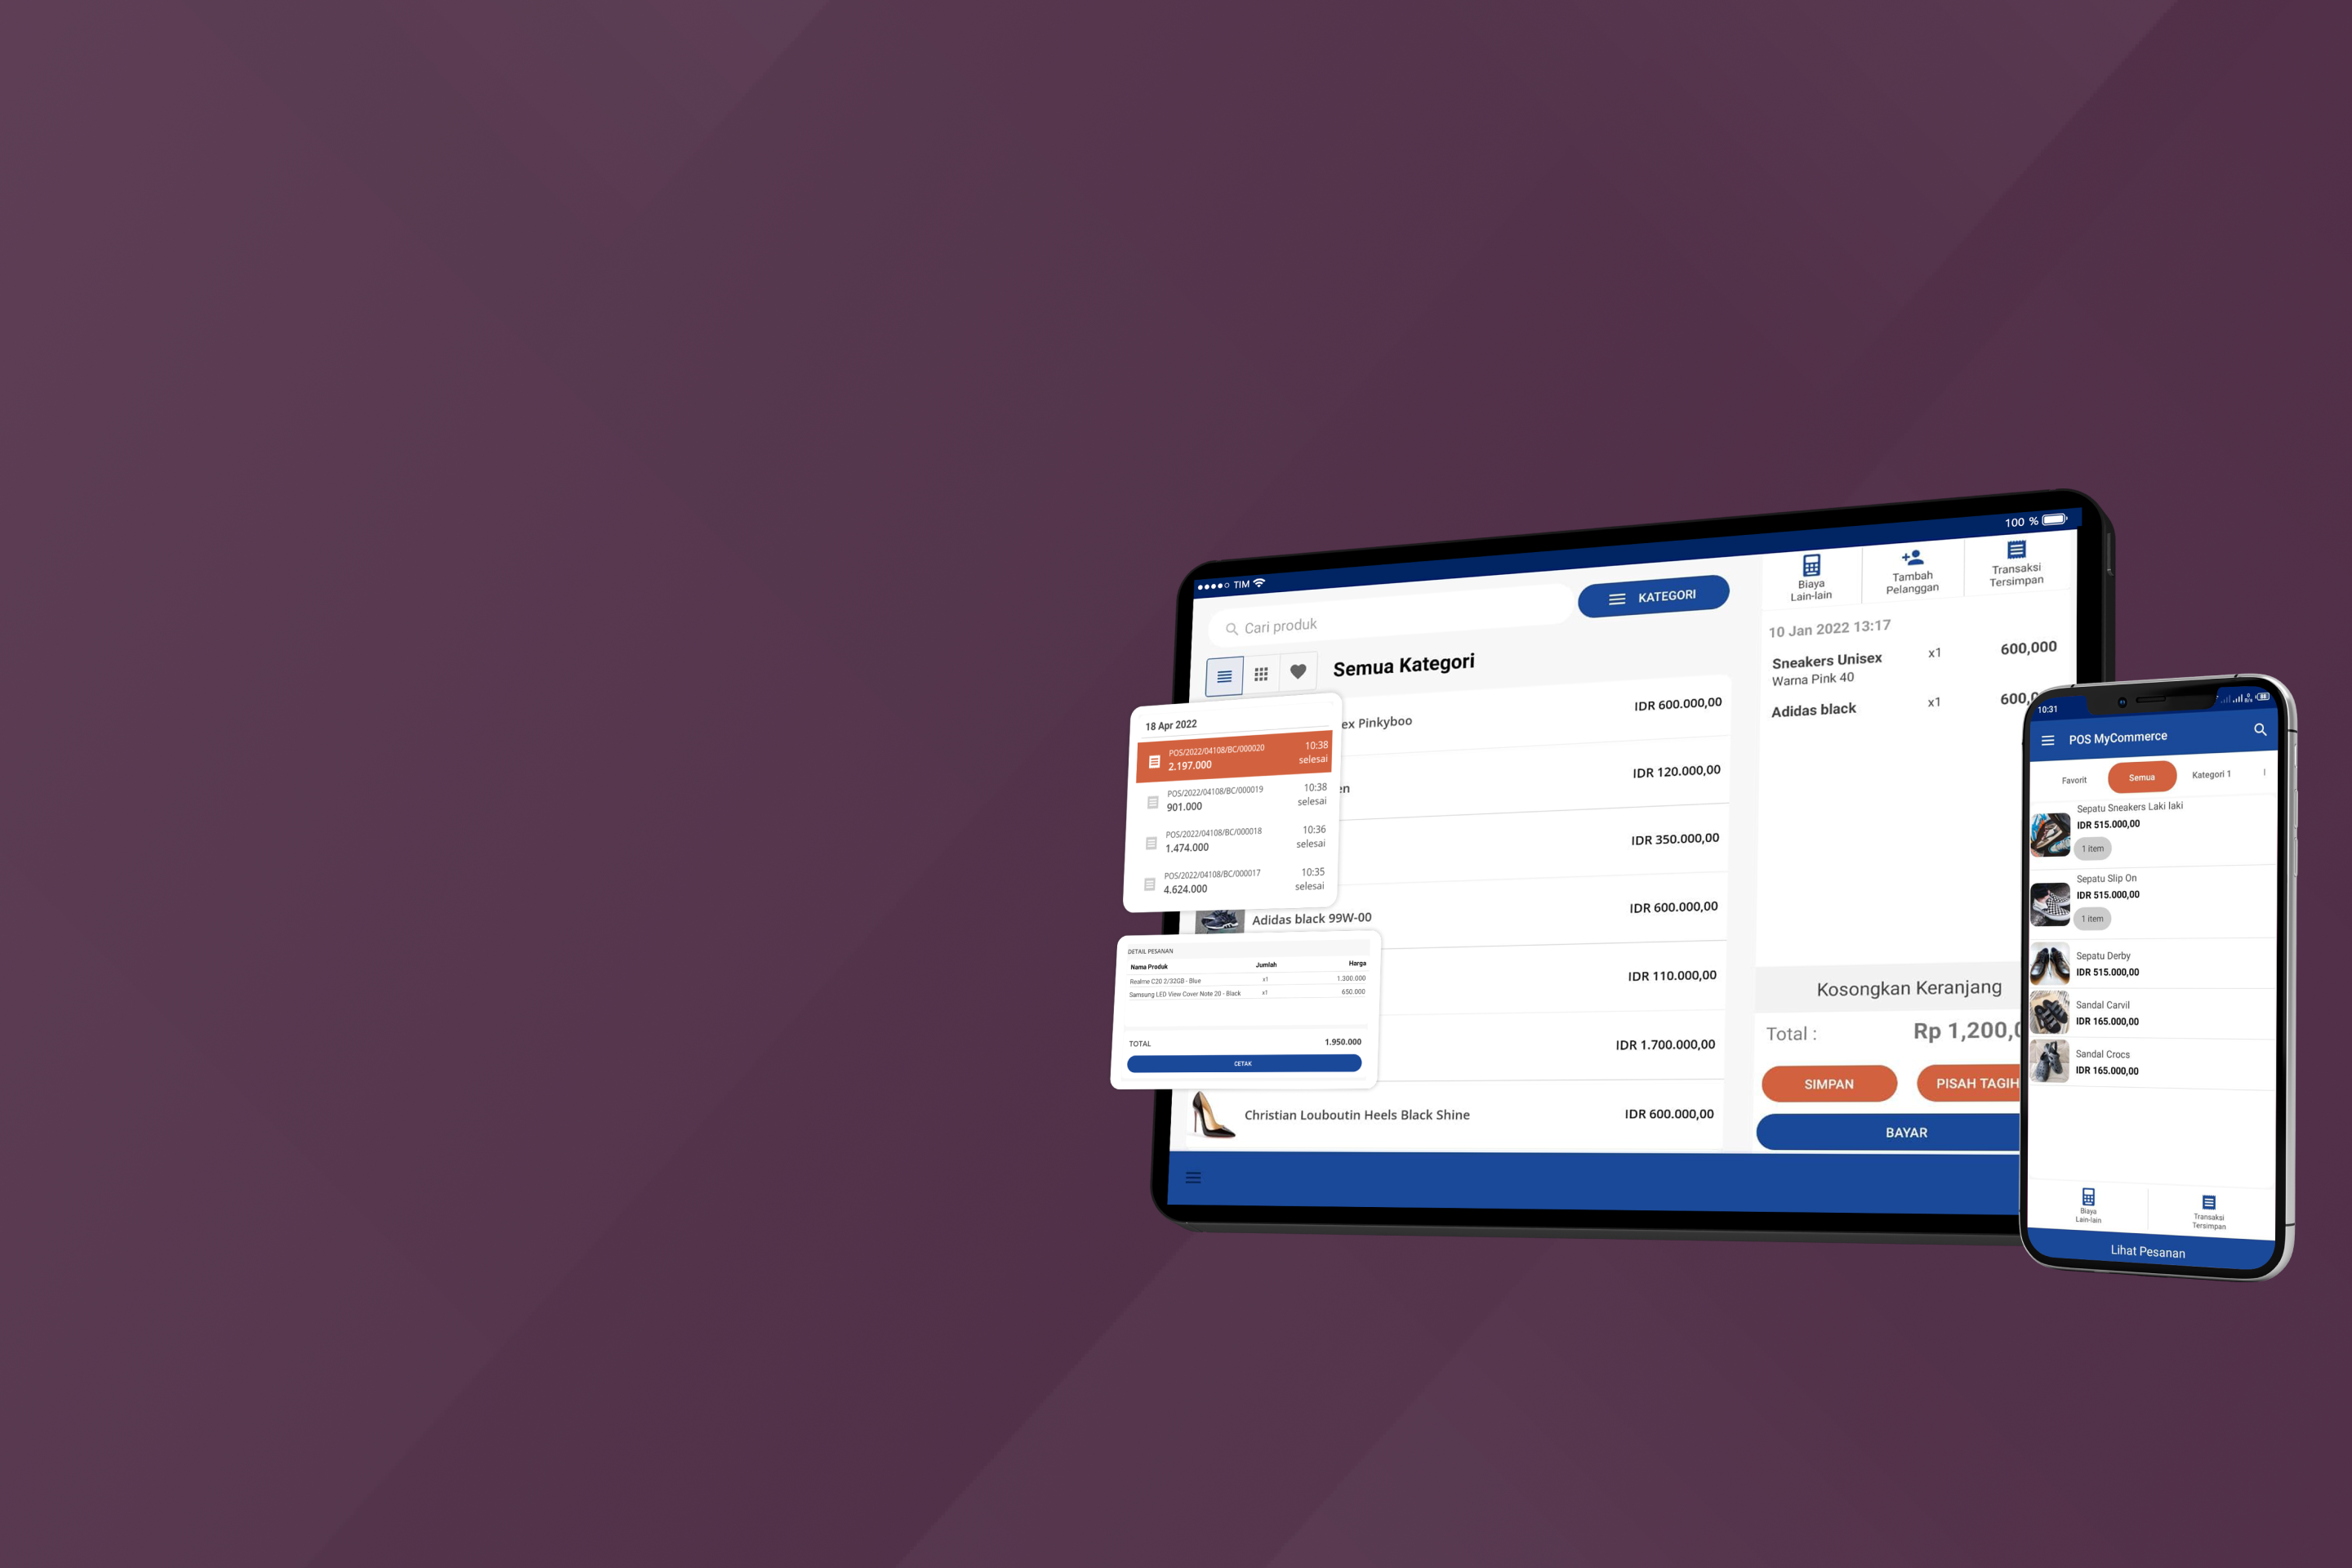 TIM
100 %
Cari produk
KATEGORI
Biaya
Lain-lain
Tambah
Pelanggan
Transaksi
Tersimpan
Semua Kategori
ex Pinkyboo
IDR 600.000,00
en
IDR 120.000,00
IDR 350.000,00
Adidas black 99W-00
IDR 600.000,00
IDR 110.000,00
IDR 1.700.000,00
Christian Louboutin Heels Black Shine
IDR 600.000,00
10 Jan 2022 13:17
Sneakers Unisex x1 600,000
Warna Pink 40
Adidas black x1 600,
Kosongkan Keranjang
Total : Rp 1,200,
SIMPAN
PISAH TAGIH
BAYAR
18 Apr 2022
POS/2022/04108/BC/000020 10:38
2.197.000 selesai
POS/2022/04108/BC/000019 10:38
901.000 selesai
POS/2022/04108/BC/000018 10:36
1.474.000 selesai
POS/2022/04108/BC/000017 10:35
4.624.000 selesai
DETAIL PESANAN
Nama Produk Jumlah Harga
Realme C20 2/32GB - Blue x1 1.300.000
Samsung LED View Cover Note 20 - Black x1 650.000
TOTAL 1.950.000
CETAK
10:31
POS MyCommerce
Favorit Semua Kategori 1
Sepatu Sneakers Laki laki
IDR 515.000,00
1 item
Sepatu Slip On
IDR 515.000,00
1 item
Sepatu Derby
IDR 515.000,00
Sandal Carvil
IDR 165.000,00
Sandal Crocs
IDR 165.000,00
Biaya
Lain-lain
Transaksi
Tersimpan
Lihat Pesanan